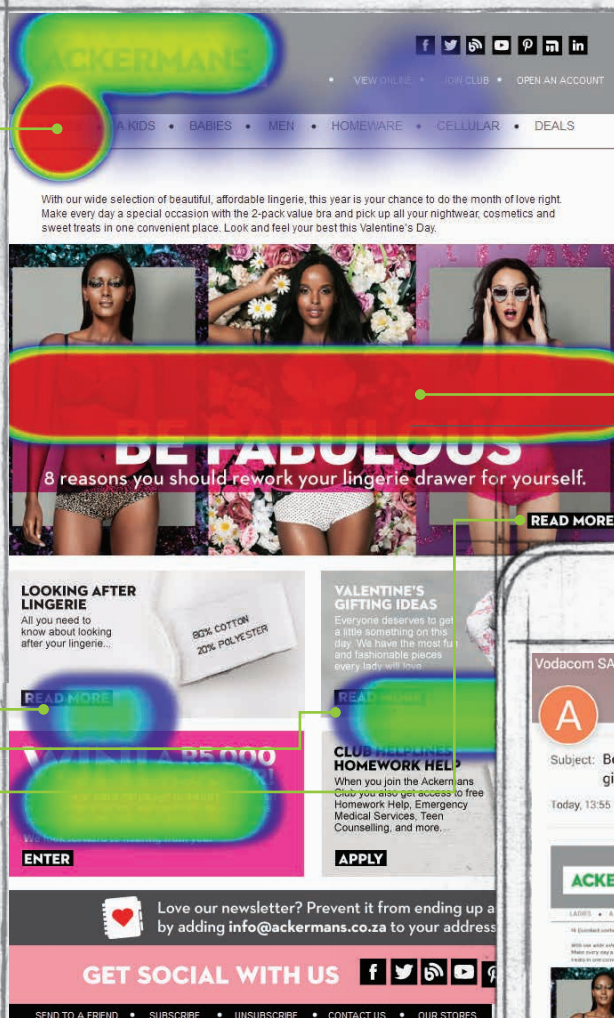 ACKERMANS
• VIEW ONLINE • JOIN CLUB • OPEN AN ACCOUNT
A KIDS • BABIES • MEN • HOMEWARE • CELLULAR • DEALS
With our wide selection of beautiful, affordable lingerie, this year is your chance to do the month of love right.
Make every day a special occasion with the 2-pack value bra and pick up all your nightwear, cosmetics and
sweet treats in one convenient place. Look and feel your best this Valentine's Day.
BE FABULOUS
8 reasons you should rework your lingerie drawer for yourself.
READ MORE
LOOKING AFTER
LINGERIE
All you need to
know about looking
after your lingerie...
80% COTTON
20% POLYESTER
READ MORE
VALENTINE'S
GIFTING IDEAS
Everyone deserves to get
a little something on this
day. We have the most fun
and fashionable pieces
every lady will love.
READ MORE
WIN A R5 000
ENTER
CLUB HELPLINES
HOMEWORK HELP
When you join the Ackermans
Club you also get access to free
Homework Help, Emergency
Medical Services, Teen
Counselling, and more.
APPLY
Love our newsletter? Prevent it from ending up a
by adding info@ackermans.co.za to your address
GET SOCIAL WITH US
SEND TO A FRIEND • SUBSCRIBE • UNSUBSCRIBE • CONTACT US • OUR STORES
Vodacom SA
A
Subject: Be
gi
Today, 13:55
ACKE
LADIES • A